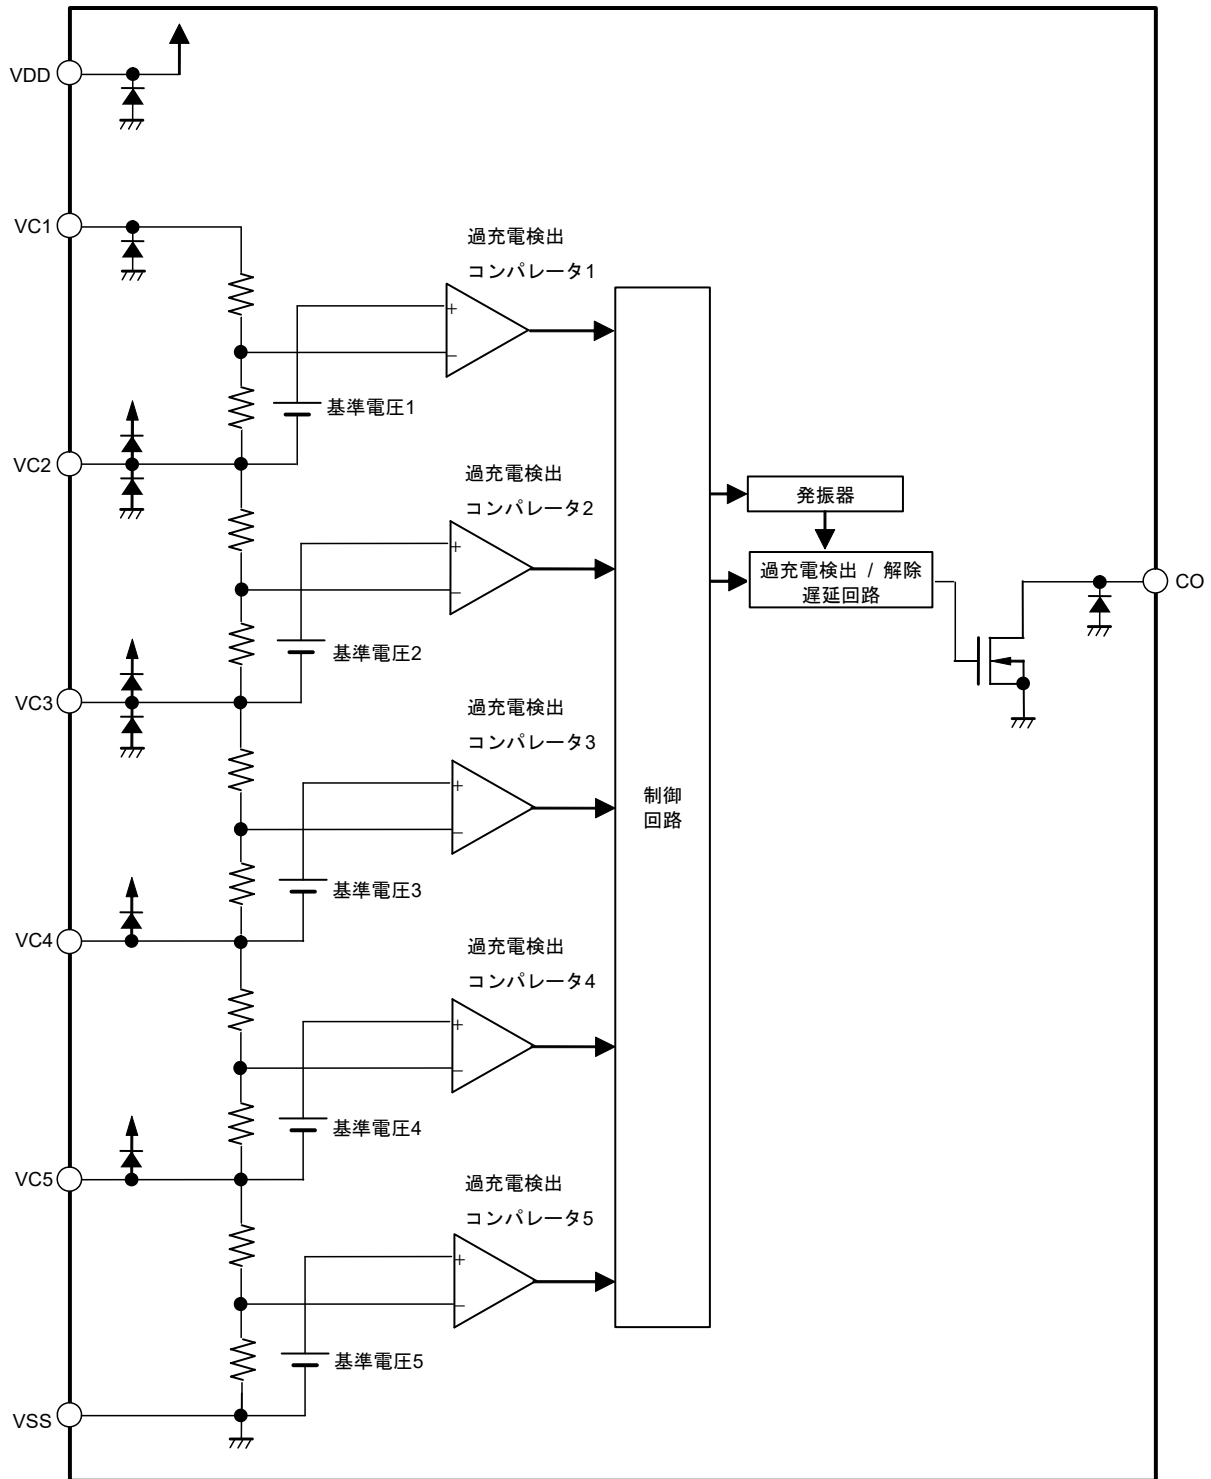 VDD
VC1
過充電検出
コンパレータ1
+
−
基準電圧1
VC2
過充電検出
コンパレータ2
+
−
発振器
過充電検出 / 解除
遅延回路
CO
基準電圧2
VC3
過充電検出
コンパレータ3
+
−
制御
回路
基準電圧3
VC4
過充電検出
コンパレータ4
+
−
基準電圧4
VC5
過充電検出
コンパレータ5
+
−
基準電圧5
VSS